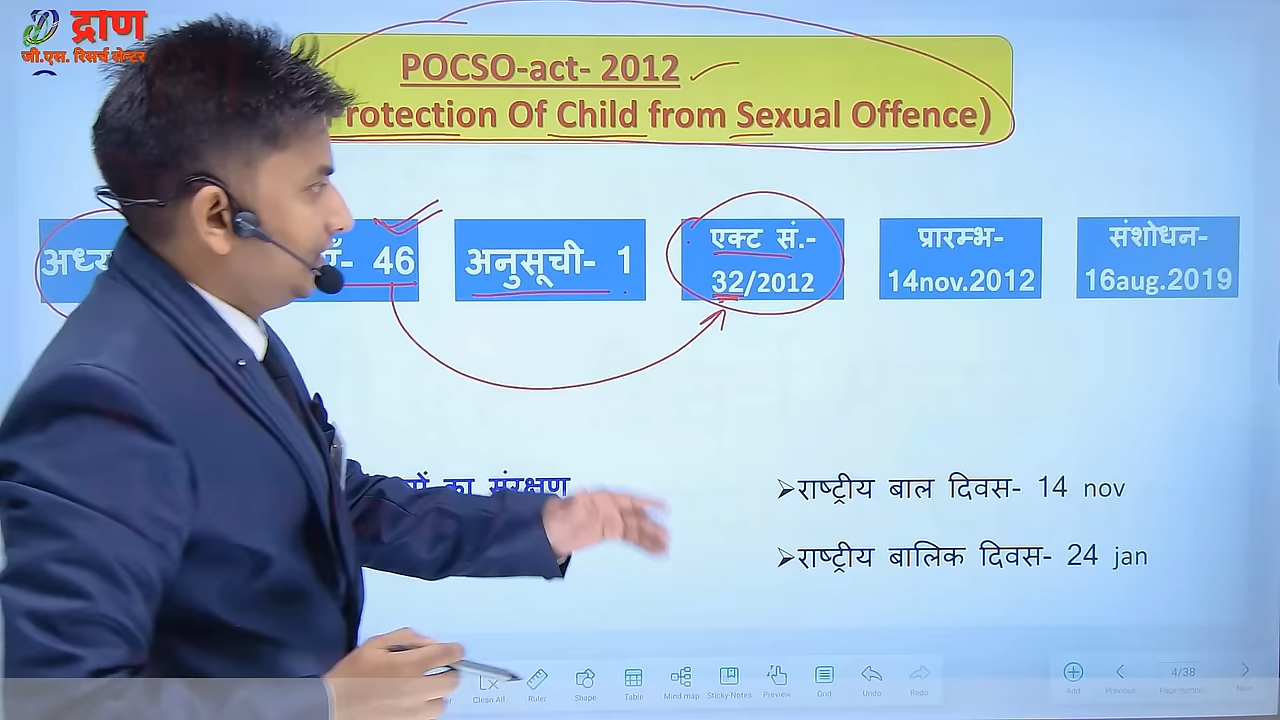 द्राण
जी.एस. रिसर्च सेन्टर
POCSO-act- 2012
rotection Of Child from Sexual Offence)
अध्य
- 46
अनुसूची- 1
एक्ट सं.-
32/2012
प्रारम्भ-
14nov.2012
संशोधन-
16aug.2019
का संरक्षण
➢राष्ट्रीय बाल दिवस- 14 nov
➢राष्ट्रीय बालिक दिवस- 24 jan
Clean All
Ruler
Shape
Table
Mind map
Sticky-Notes
Preview
Grid
Undo
Redo
Add
Previous
4/38
Page number
Next